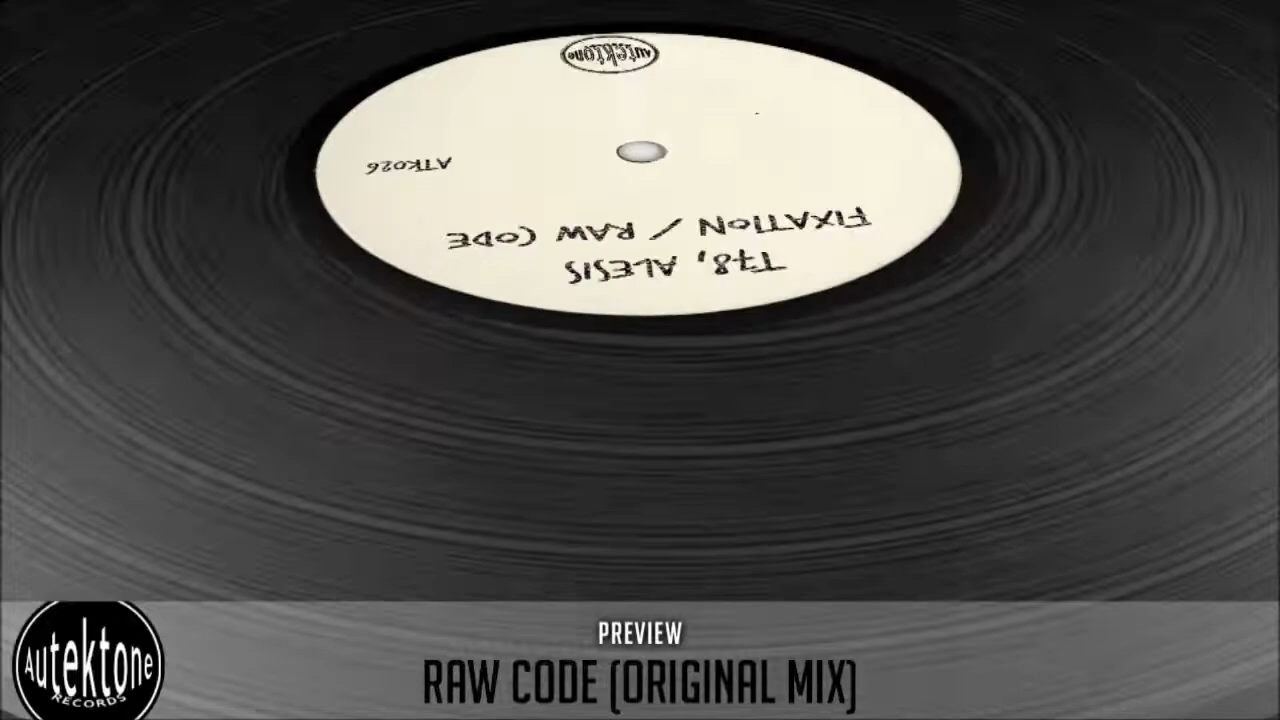 Autektone
ATK026
FIXATION / RAW CODE
T78, ALESIS
PREVIEW
RAW CODE (ORIGINAL MIX)
Autektone
RECORDS